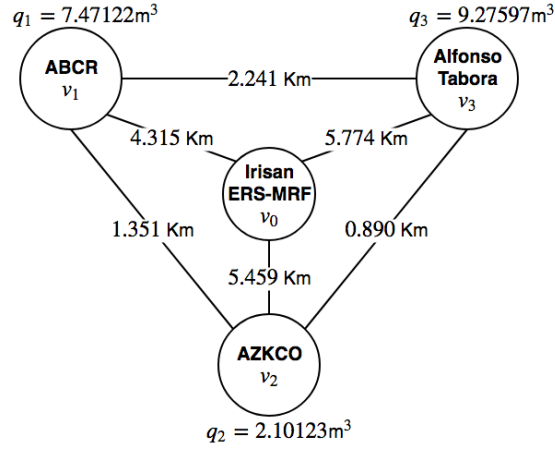 q₁ = 7.47122m³
q₃ = 9.27597m³
ABCR
v₁
Alfonso
Tabora
v₃
2.241 Km
4.315 Km
5.774 Km
Irisan
ERS-MRF
v₀
1.351 Km
0.890 Km
5.459 Km
AZKCO
v₂
q₂ = 2.10123m³